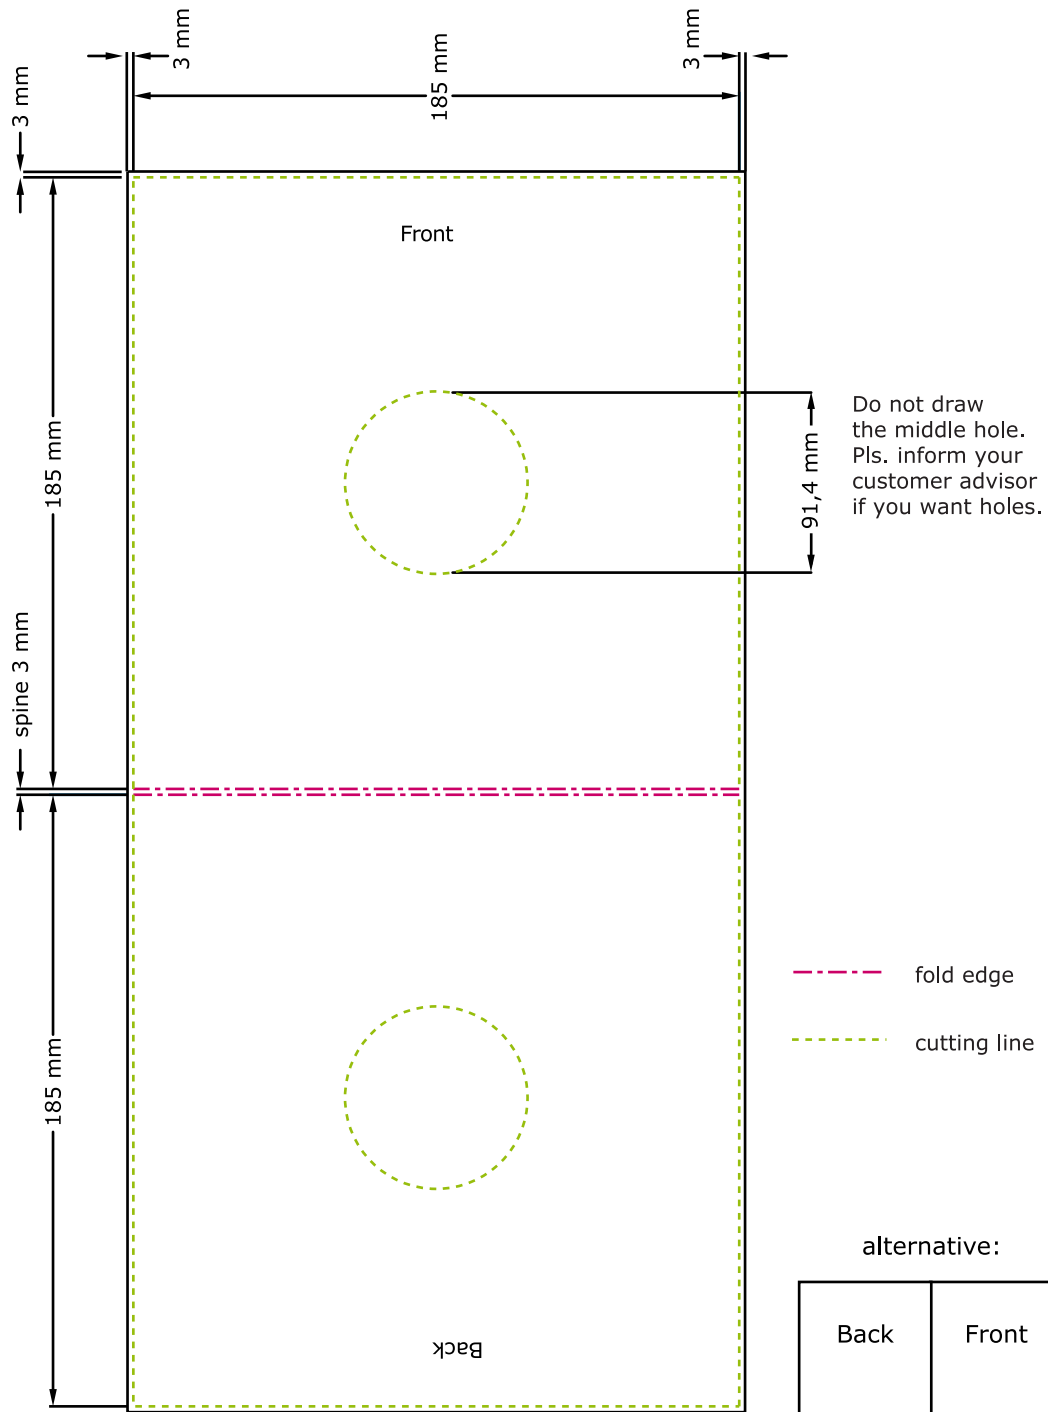 3 mm
3 mm
185 mm
3 mm
Front
185 mm
91,4 mm
Do not draw
the middle hole.
Pls. inform your
customer advisor
if you want holes.
spine 3 mm
fold edge
185 mm
cutting line
alternative:
Back
Front
Back